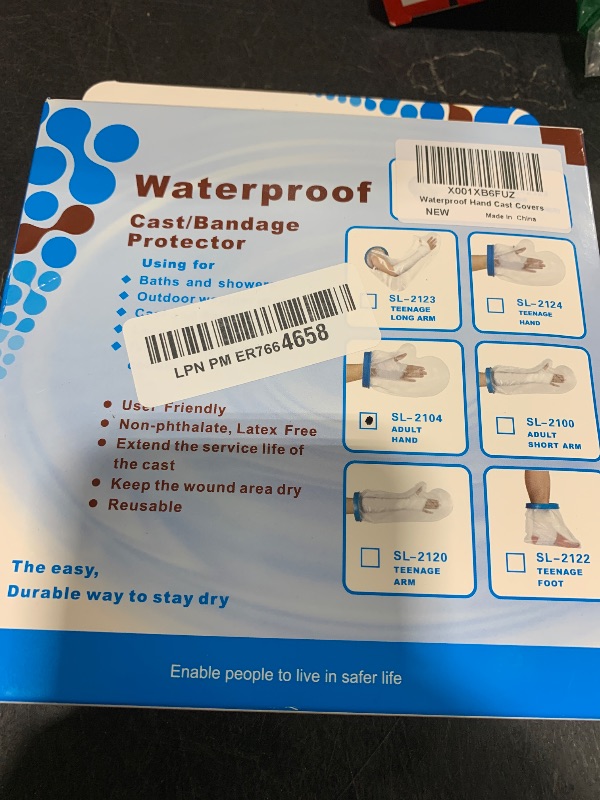 Waterproof
Cast/Bandage
Protector
Using for
Baths and shower
Outdoor
LPN PM ER7664658
User Friendly
Non-phthalate, Latex Free
Extend the service life of
the cast
Keep the wound area dry
Reusable
The easy,
Durable way to stay dry
X001XB6FUZ
Waterproof Hand Cast Covers
NEW
Made in China
SL-2123
TEENAGE
LONG ARM
SL-2124
TEENAGE
HAND
SL-2104
ADULT
HAND
SL-2100
ADULT
SHORT ARM
SL-2120
TEENAGE
ARM
SL-2122
TEENAGE
FOOT
Enable people to live in safer life